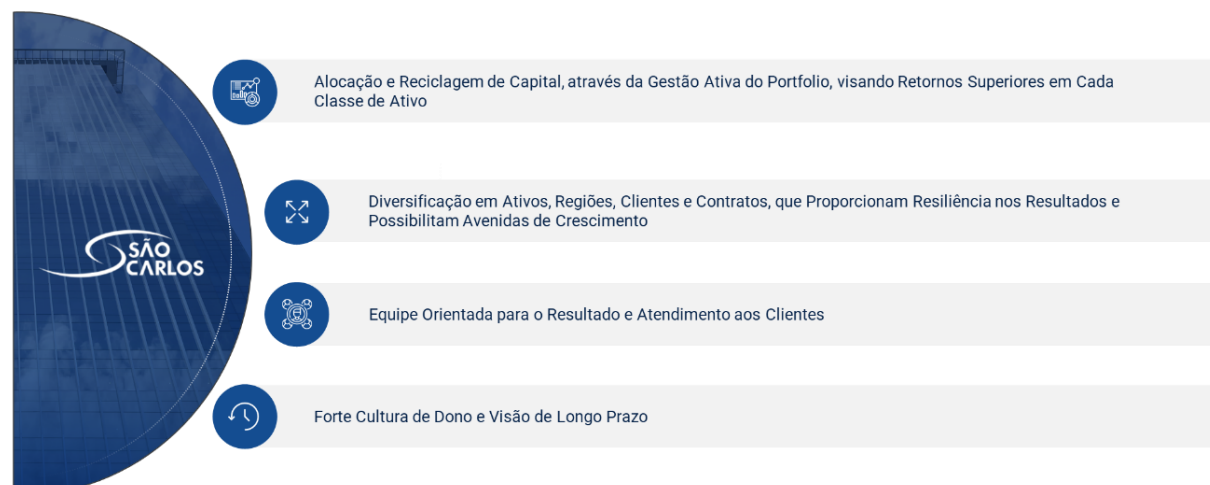 Alocação e Reciclagem de Capital, através da Gestão Ativa do Portfolio, visando Retornos Superiores em Cada
Classe de Ativo
Diversificação em Ativos, Regiões, Clientes e Contratos, que Proporcionam Resiliência nos Resultados e
Possibilitam Avenidas de Crescimento
SÃO
CARLOS
Equipe Orientada para o Resultado e Atendimento aos Clientes
Forte Cultura de Dono e Visão de Longo Prazo